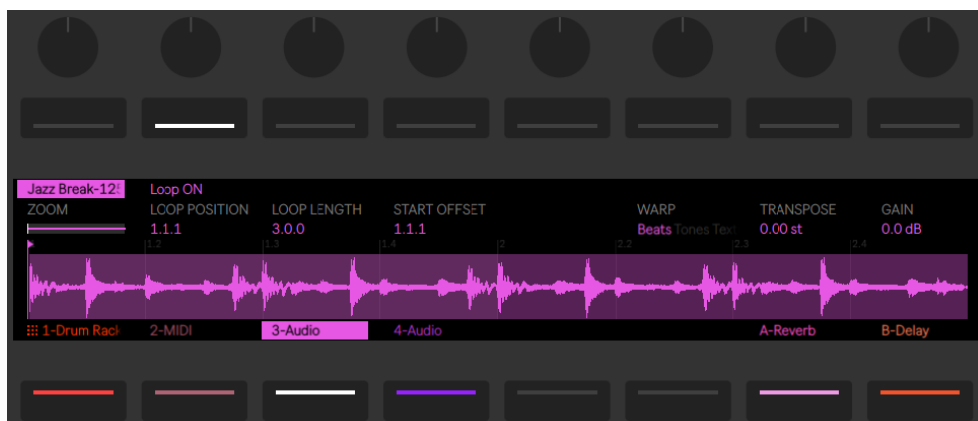 Jazz Break-125 Loop ON
ZOOM LOOP POSITION LOOP LENGTH START OFFSET WARP TRANSPOSE GAIN
1.1.1 3.0.0 1.1.1 Beats Tones Text 0.00 st 0.0 dB
1.2 1.3 1.4 2 2.2 2.3 2.4
1-Drum Rack 2-MIDI 3-Audio 4-Audio A-Reverb B-Delay